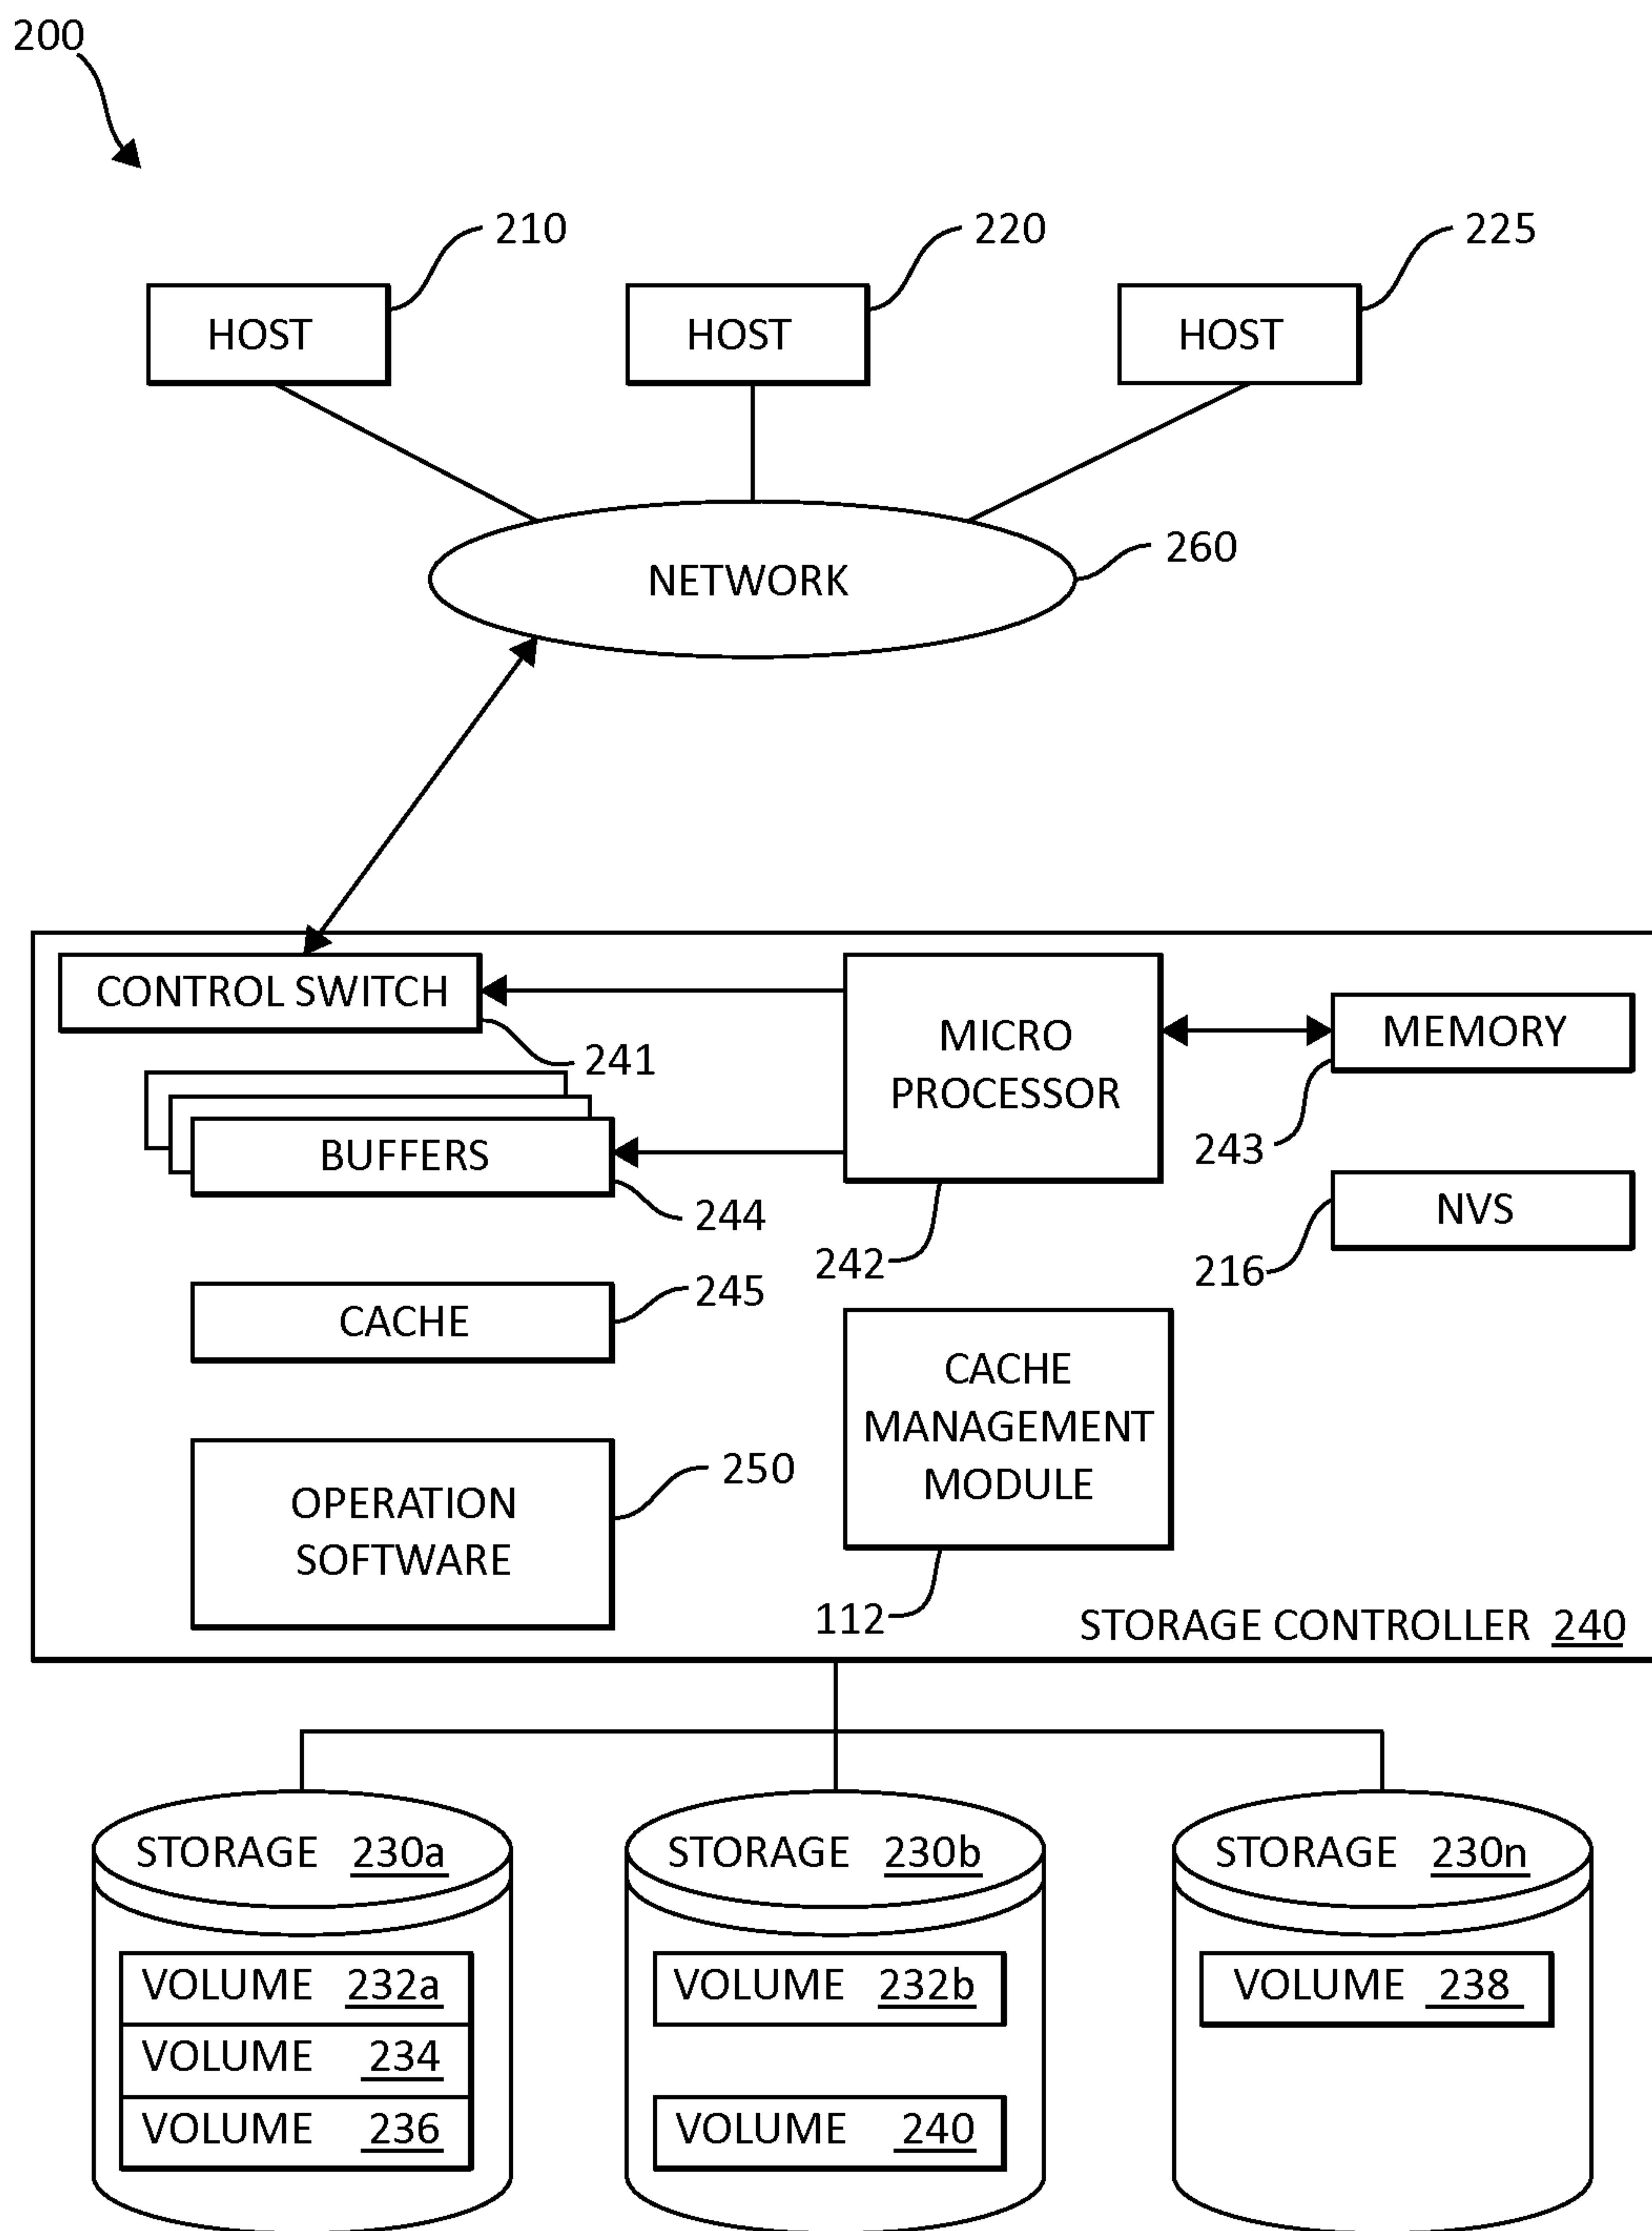 200
210
220
225
HOST
HOST
HOST
260
NETWORK
CONTROL SWITCH
241
MICRO
PROCESSOR
MEMORY
243
BUFFERS
244
242
NVS
216
CACHE
245
CACHE
MANAGEMENT
MODULE
112
OPERATION
SOFTWARE
250
STORAGE CONTROLLER 240
STORAGE 230a
STORAGE 230b
STORAGE 230n
VOLUME 232a
VOLUME 234
VOLUME 236
VOLUME 232b
VOLUME 240
VOLUME 238